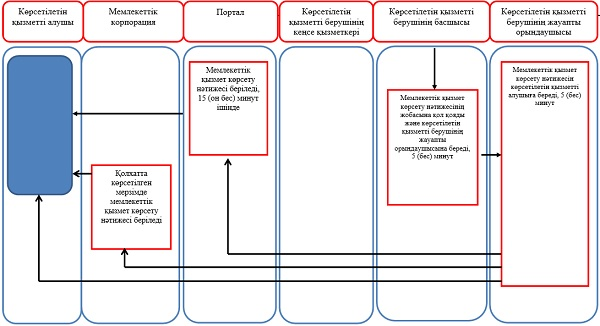 Көрсетілетін
қызметті алушы
Мемлекеттік
корпорация
Портал
Көрсетілетін
қызметті берушінің
кеңсе қызметкері
Көрсетілетін қызметті
берушінің басшысы
Көрсетілетін қызметті
берушінің жауапты
орындаушысы
Мемлекеттік
қызмет көрсету
нәтижесі беріледі,
15 (он бес) минут
ішінде
Қолхатта
көрсетілген
мерзімде
мемлекеттік
қызмет көрсету
нәтижесі беріледі
Мемлекеттік қызмет
көрсету нәтижесінің
жобасына қол қояды
және көрсетілетін
қызметті берушінің
жауапты
орындаушысына береді,
5 (бес) минут
Мемлекеттік қызмет
көрсету нәтижесін
көрсетілетін қызметті
алушыға береді, 5 (бес)
минут